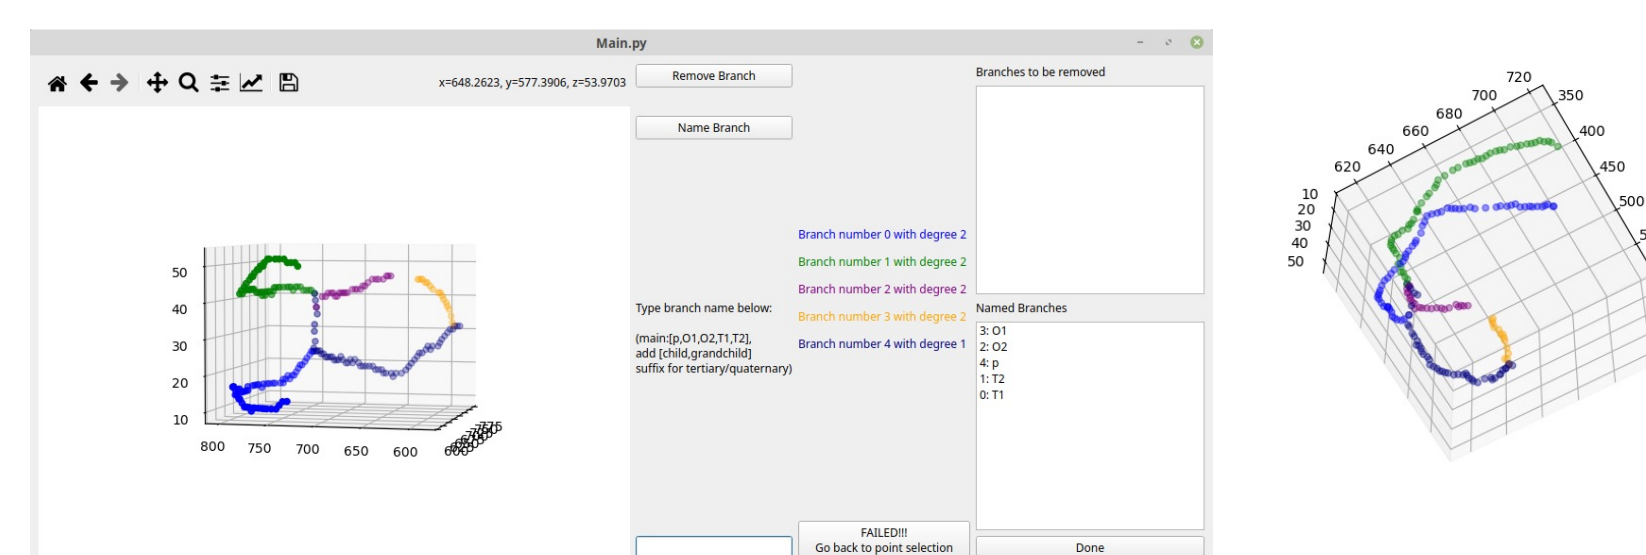 Main.py
x=648.2623, y=577.3906, z=53.9703
Remove Branch
Name Branch
Branches to be removed
Branch number 0 with degree 2
Branch number 1 with degree 2
Branch number 2 with degree 2
Branch number 3 with degree 2
Branch number 4 with degree 1
Type branch name below:
(main:[p,O1,O2,T1,T2],
add [child,grandchild]
suffix for tertiary/quaternary)
Named Branches
3: O1
2: O2
4: p
1: T2
0: T1
FAILED!!!
Go back to point selection
Done
50
40
30
20
10
800 750 700 650 600
720
700
680
660
640
620
350
400
450
500
10
20
30
40
50